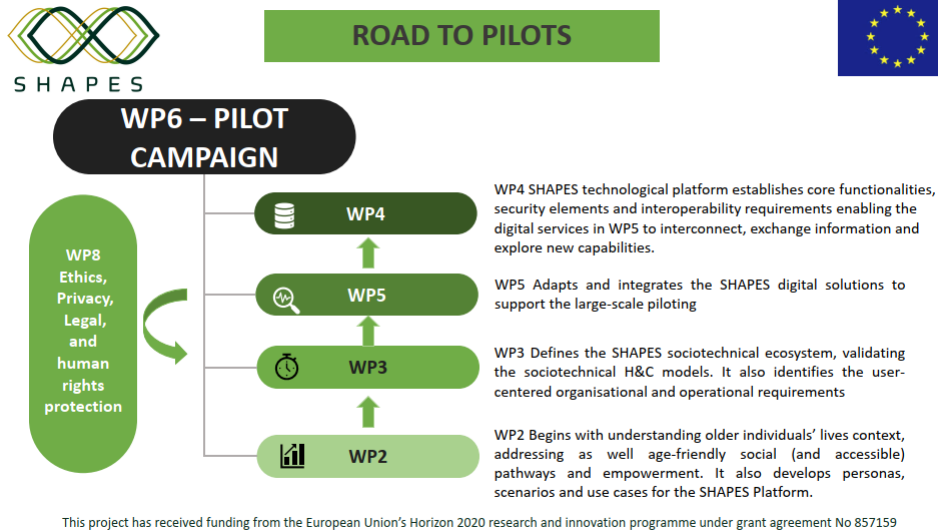 SHAPES
ROAD TO PILOTS
WP6 – PILOT
CAMPAIGN
WP8
Ethics,
Privacy,
Legal,
and
human
rights
protection
WP4
WP4 SHAPES technological platform establishes core functionalities,
security elements and interoperability requirements enabling the
digital services in WP5 to interconnect, exchange information and
explore new capabilities.
WP5
WP5 Adapts and integrates the SHAPES digital solutions to
support the large-scale piloting
WP3
WP3 Defines the SHAPES sociotechnical ecosystem, validating
the sociotechnical H&C models. It also identifies the user-
centered organisational and operational requirements
WP2
WP2 Begins with understanding older individuals’ lives context,
addressing as well age-friendly social (and accessible)
pathways and empowerment. It also develops personas,
scenarios and use cases for the SHAPES Platform.
This project has received funding from the European Union’s Horizon 2020 research and innovation programme under grant agreement No 857159